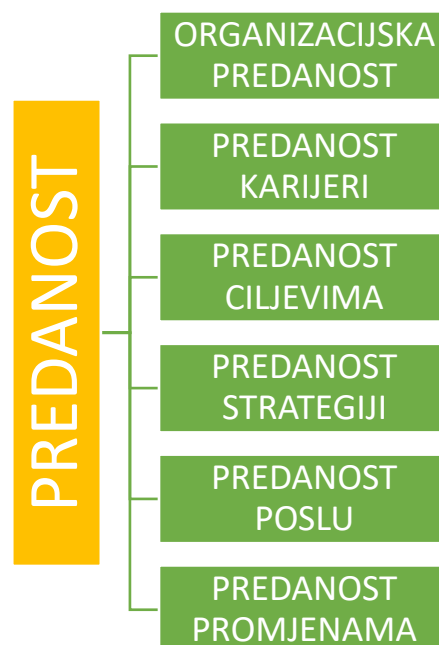 PREDANOST
ORGANIZACIJSKA
PREDANOST
PREDANOST
KARIJERI
PREDANOST
CILJEVIMA
PREDANOST
STRATEGIJI
PREDANOST
POSLU
PREDANOST
PROMJENAMA